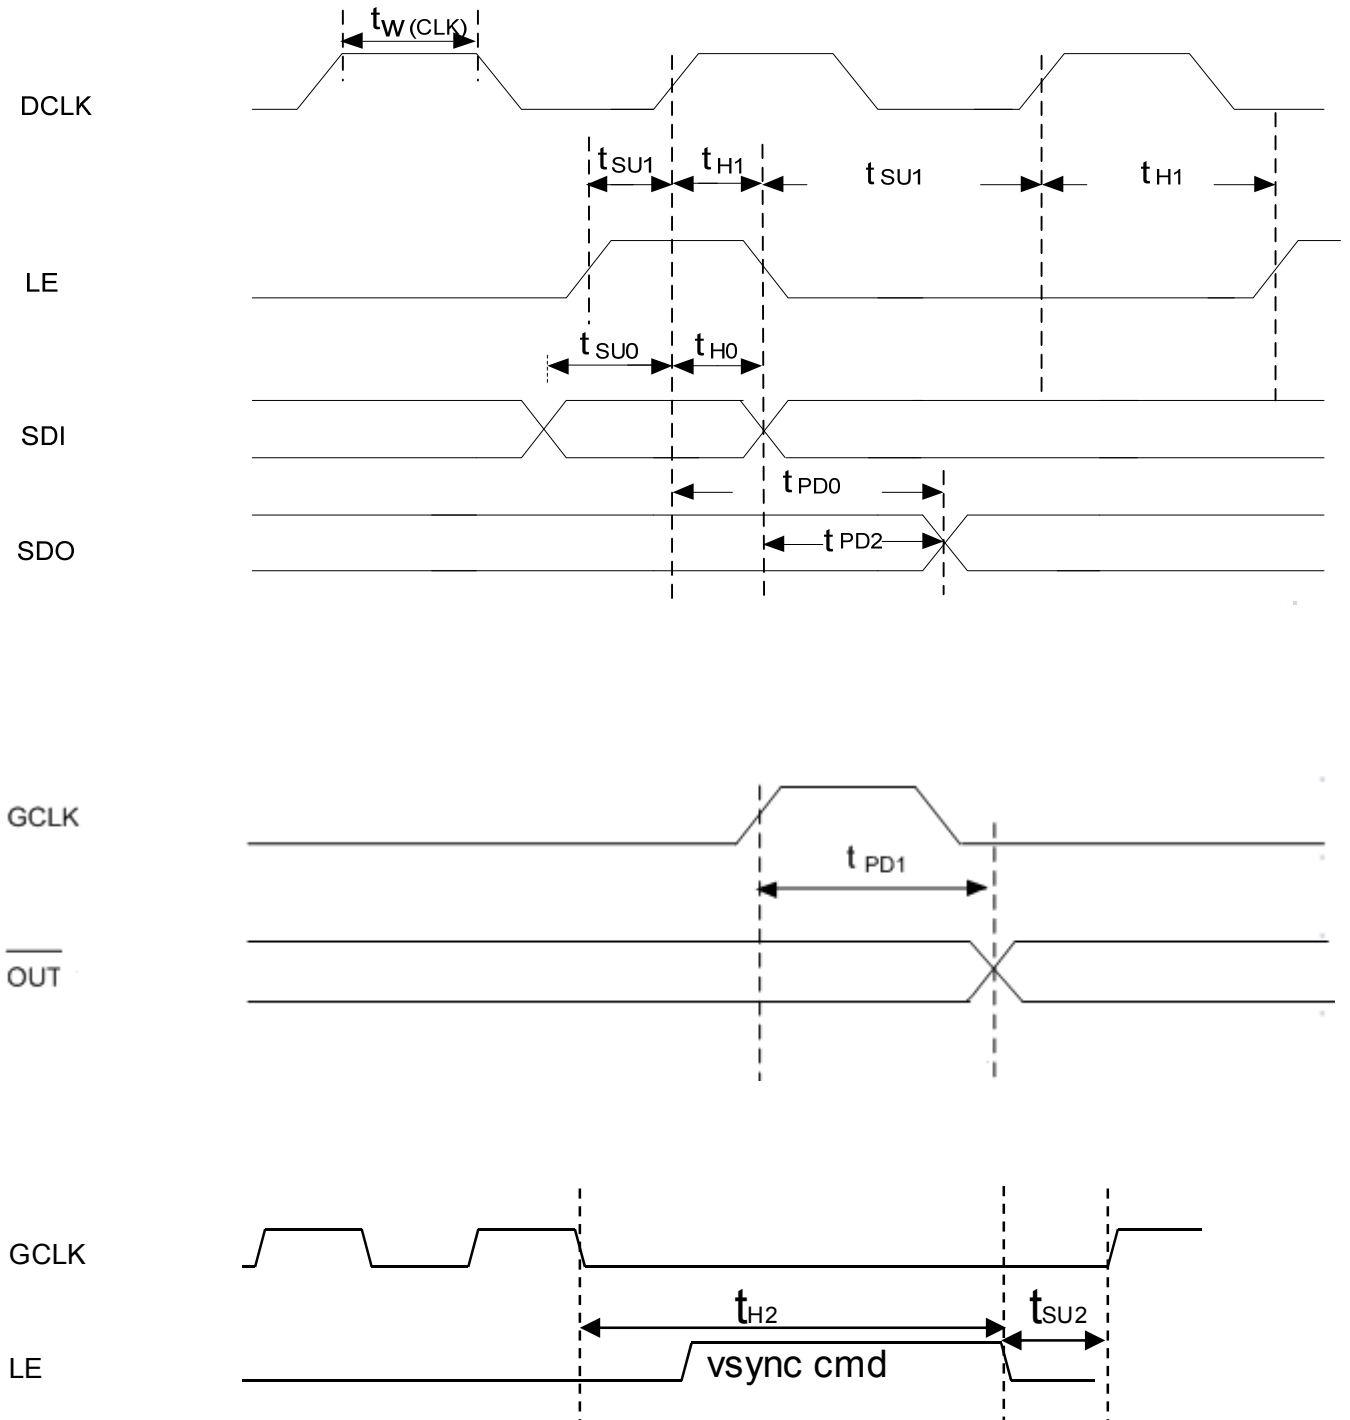 tW(CLK)
DCLK
tSU1 tH1 tSU1 tH1
LE
tSU0 tH0
SDI
tPD0
SDO
tPD2
GCLK
tPD1
OUT
GCLK
tH2 tSU2
LE
vsync cmd